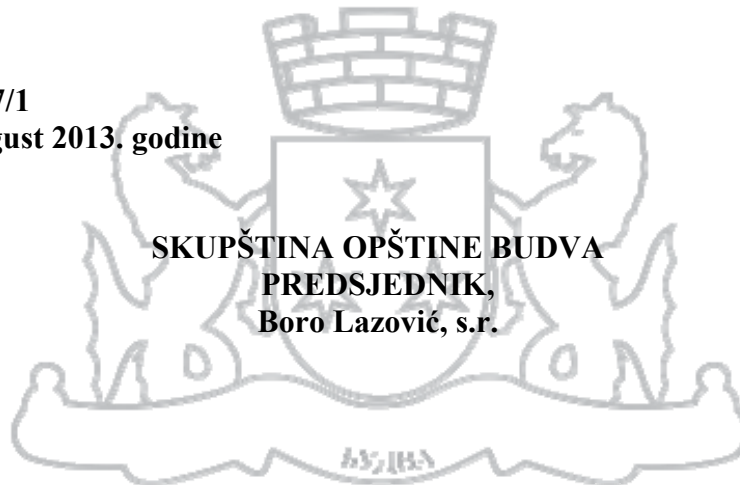 7/1
gust 2013. godine
SKUPŠTINA OPŠTINE BUDVA
PREDSJEDNIK,
Boro Lazović, s.r.